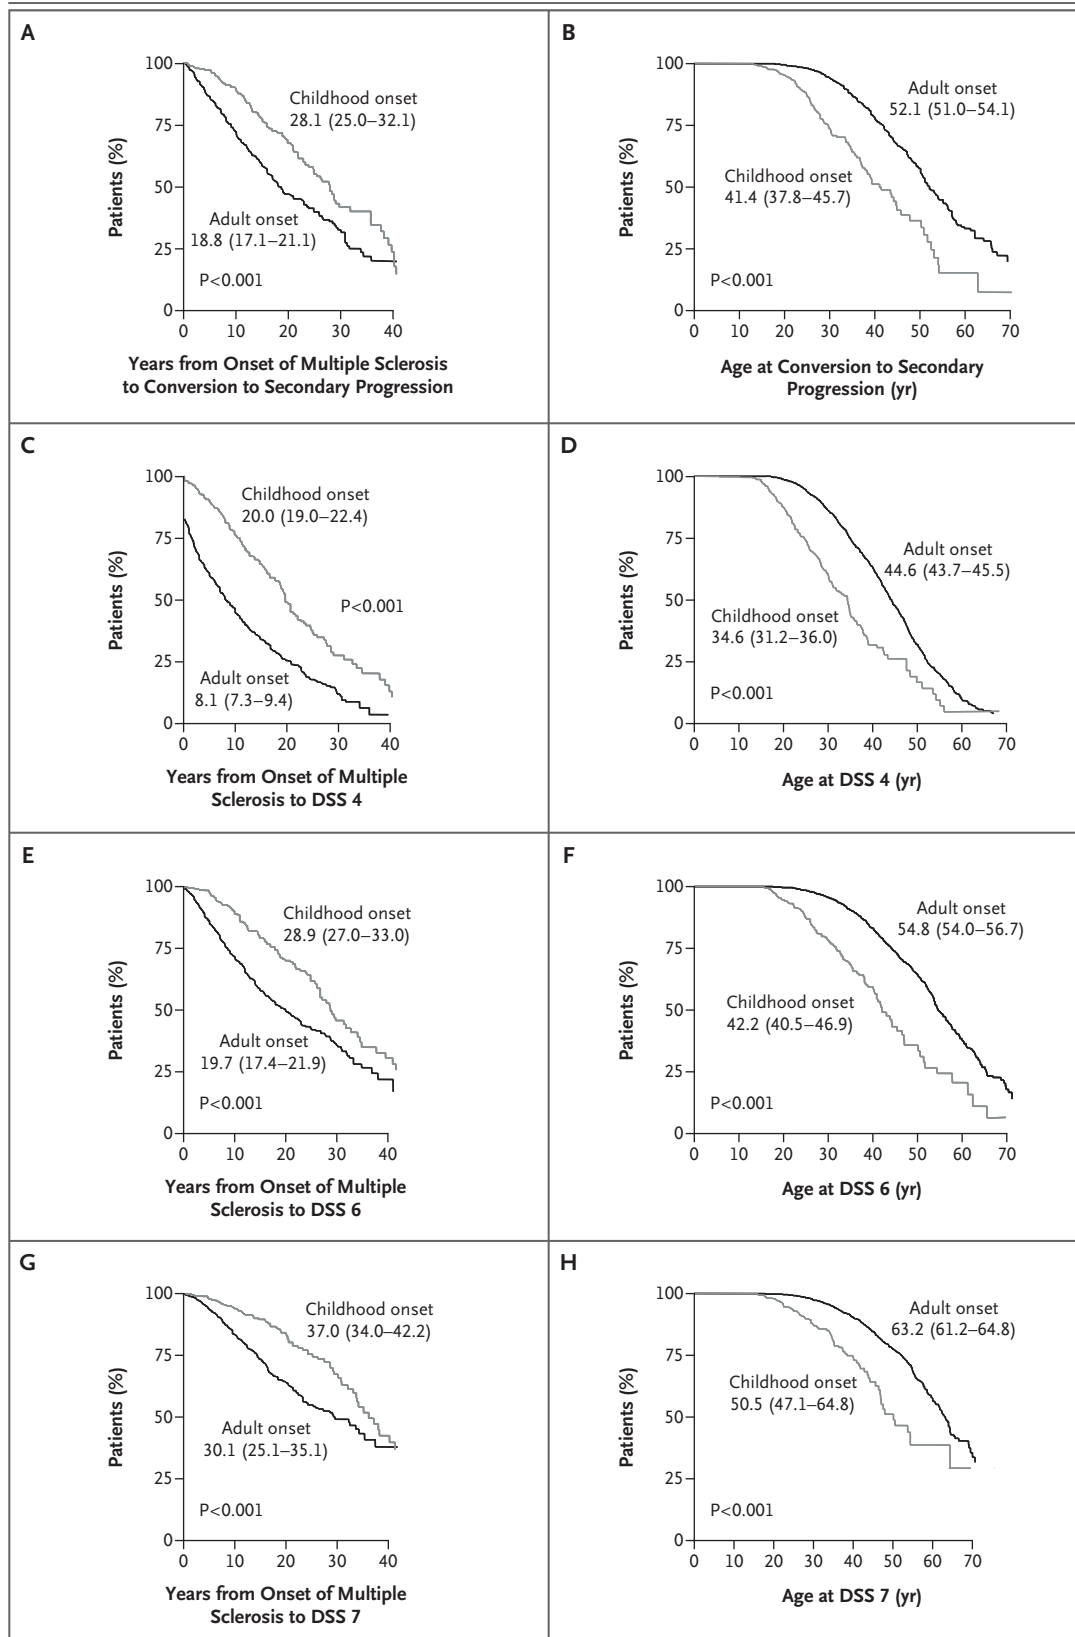 A
Patients (%)
100
75
50
25
0
Childhood onset
28.1 (25.0–32.1)
Adult onset
18.8 (17.1–21.1)
P<0.001
0 10 20 30 40
Years from Onset of Multiple Sclerosis
to Conversion to Secondary Progression
B
Patients (%)
100
75
50
25
0
Adult onset
52.1 (51.0–54.1)
Childhood onset
41.4 (37.8–45.7)
P<0.001
0 10 20 30 40 50 60 70
Age at Conversion to Secondary
Progression (yr)
C
Patients (%)
100
75
50
25
0
Childhood onset
20.0 (19.0–22.4)
P<0.001
Adult onset
8.1 (7.3–9.4)
0 10 20 30 40
Years from Onset of Multiple
Sclerosis to DSS 4
D
Patients (%)
100
75
50
25
0
Adult onset
44.6 (43.7–45.5)
Childhood onset
34.6 (31.2–36.0)
P<0.001
0 10 20 30 40 50 60 70
Age at DSS 4 (yr)
E
Patients (%)
100
75
50
25
0
Childhood onset
28.9 (27.0–33.0)
Adult onset
19.7 (17.4–21.9)
P<0.001
0 10 20 30 40
Years from Onset of Multiple
Sclerosis to DSS 6
F
Patients (%)
100
75
50
25
0
Adult onset
54.8 (54.0–56.7)
Childhood onset
42.2 (40.5–46.9)
P<0.001
0 10 20 30 40 50 60 70
Age at DSS 6 (yr)
G
Patients (%)
100
75
50
25
0
Childhood onset
37.0 (34.0–42.2)
Adult onset
30.1 (25.1–35.1)
P<0.001
0 10 20 30 40
Years from Onset of Multiple
Sclerosis to DSS 7
H
Patients (%)
100
75
50
25
0
Adult onset
63.2 (61.2–64.8)
Childhood onset
50.5 (47.1–64.8)
P<0.001
0 10 20 30 40 50 60 70
Age at DSS 7 (yr)